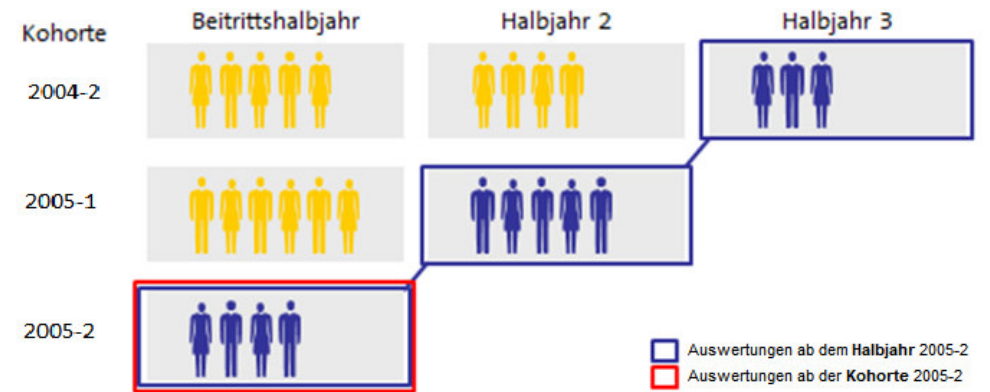 Kohorte Beitrittshalbjahr Halbjahr 2 Halbjahr 3
2004-2
2005-1
2005-2
Auswertungen ab dem Halbjahr 2005-2
Auswertungen ab der Kohorte 2005-2